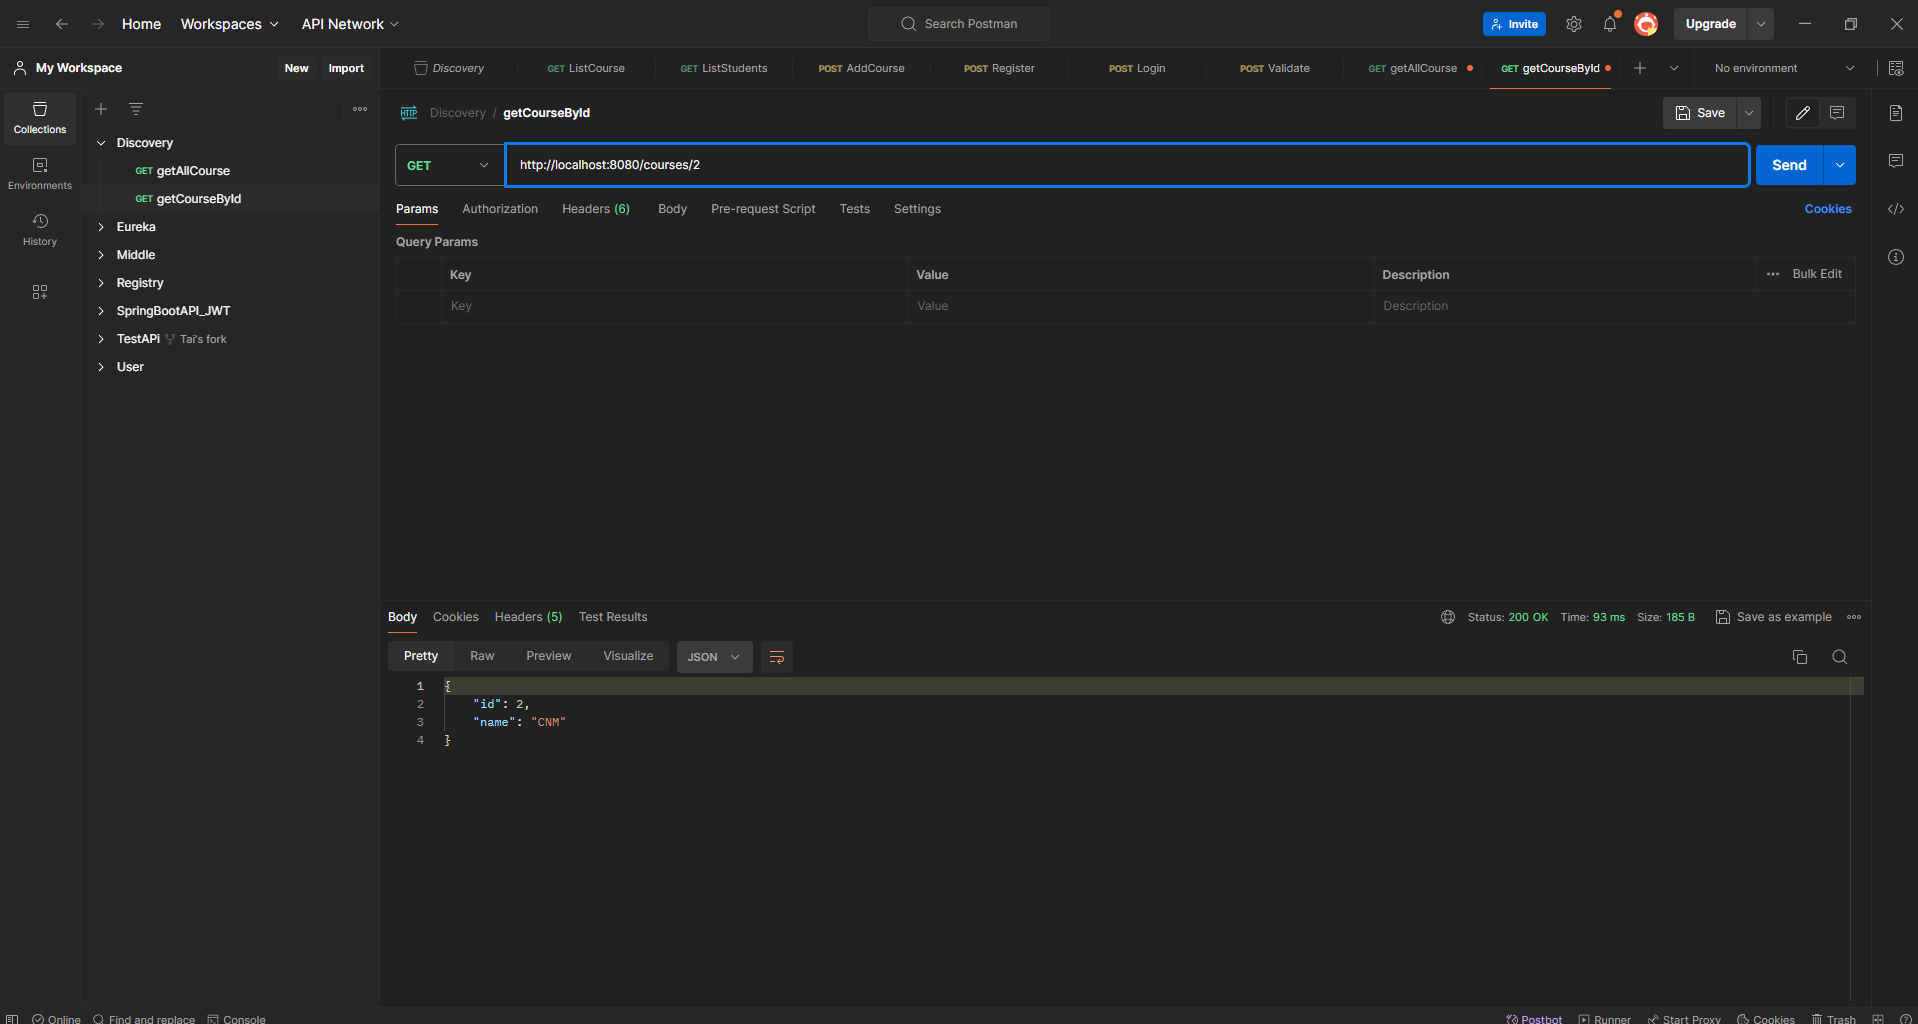 Home Workspaces API Network Search Postman Invite Upgrade
My Workspace New Import Discovery GET ListCourse GET ListStudents POST AddCourse POST Register POST Login POST Validate GET getAllCourse GET getCourseById No environment
Collections
Environments
History
Discovery
GET getAllCourse
GET getCourseById
Eureka
Middle
Registry
SpringBootAPI_JWT
TestAPi Tai's fork
User
HTTP Discovery / getCourseById Save
GET http://localhost:8080/courses/2 Send
Params Authorization Headers (6) Body Pre-request Script Tests Settings Cookies
Query Params
Key Value Description Bulk Edit
Key Value Description
Body Cookies Headers (5) Test Results Status: 200 OK Time: 93 ms Size: 185 B Save as example
Pretty Raw Preview Visualize JSON
1 {
2 "id": 2,
3 "name": "CNM"
4 }
Online Find and replace Console Postbot Runner Start Proxy Cookies Trash